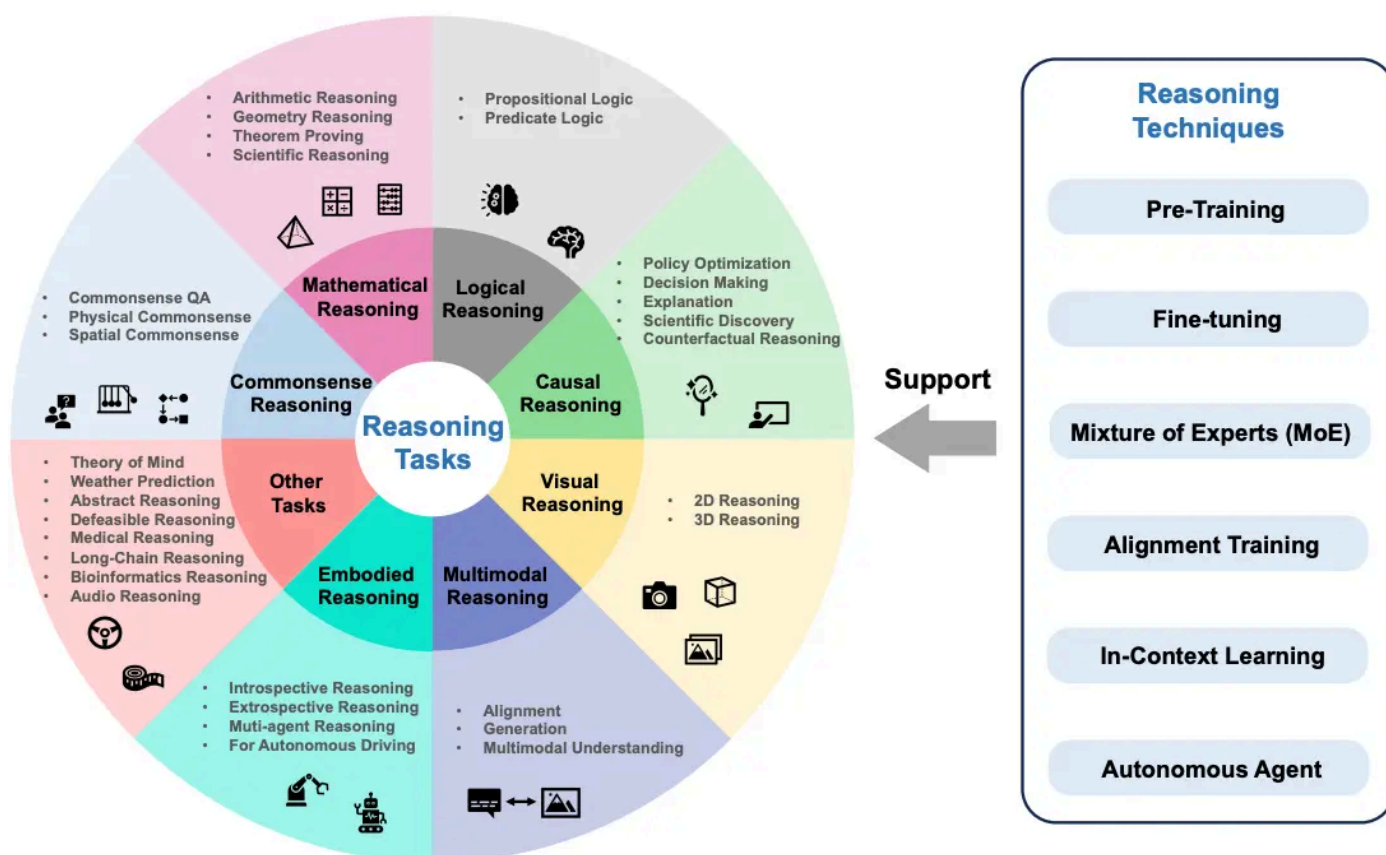 Arithmetic Reasoning
Geometry Reasoning
Theorem Proving
Scientific Reasoning
Mathematical
Reasoning
Propositional Logic
Predicate Logic
Logical
Reasoning
Policy Optimization
Decision Making
Explanation
Scientific Discovery
Counterfactual Reasoning
Causal
Reasoning
Commonsense QA
Physical Commonsense
Spatial Commonsense
Commonsense
Reasoning
Reasoning
Tasks
Theory of Mind
Weather Prediction
Abstract Reasoning
Defeasible Reasoning
Medical Reasoning
Long-Chain Reasoning
Bioinformatics Reasoning
Audio Reasoning
Other
Tasks
Visual
Reasoning
2D Reasoning
3D Reasoning
Embodied
Reasoning
Introspective Reasoning
Extrospective Reasoning
Muti-agent Reasoning
For Autonomous Driving
Multimodal
Reasoning
Alignment
Generation
Multimodal Understanding
Support
Reasoning
Techniques
Pre-Training
Fine-tuning
Mixture of Experts (MoE)
Alignment Training
In-Context Learning
Autonomous Agent